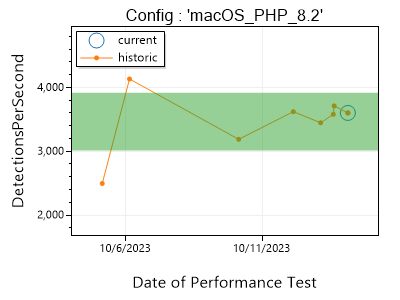 Config : 'macOS_PHP_8.2'
current
historic
DetectionsPerSecond
4,000
3,000
2,000
10/6/2023
10/11/2023
Date of Performance Test